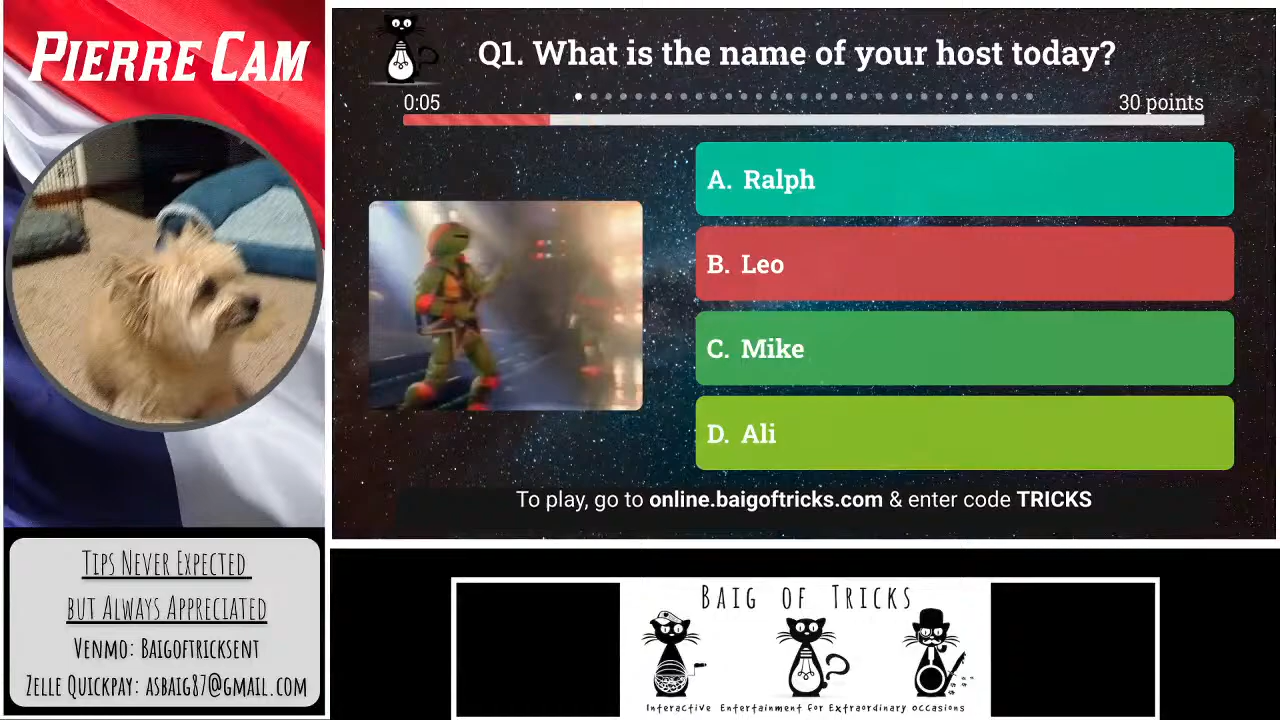 PIERRE CAM
Q1. What is the name of your host today?
0:05
30 points
A. Ralph
B. Leo
C. Mike
D. Ali
To play, go to online.baigoftricks.com & enter code TRICKS
TIPS NEVER EXPECTED
BUT ALWAYS APPRECIATED
VENMO: BAIGOFTRICKSENT
ZELLE QUICKPAY: ASBAIG87@GMAIL.COM
BAIG OF TRICKS
Interactive Entertainment for Extraordinary Occasions